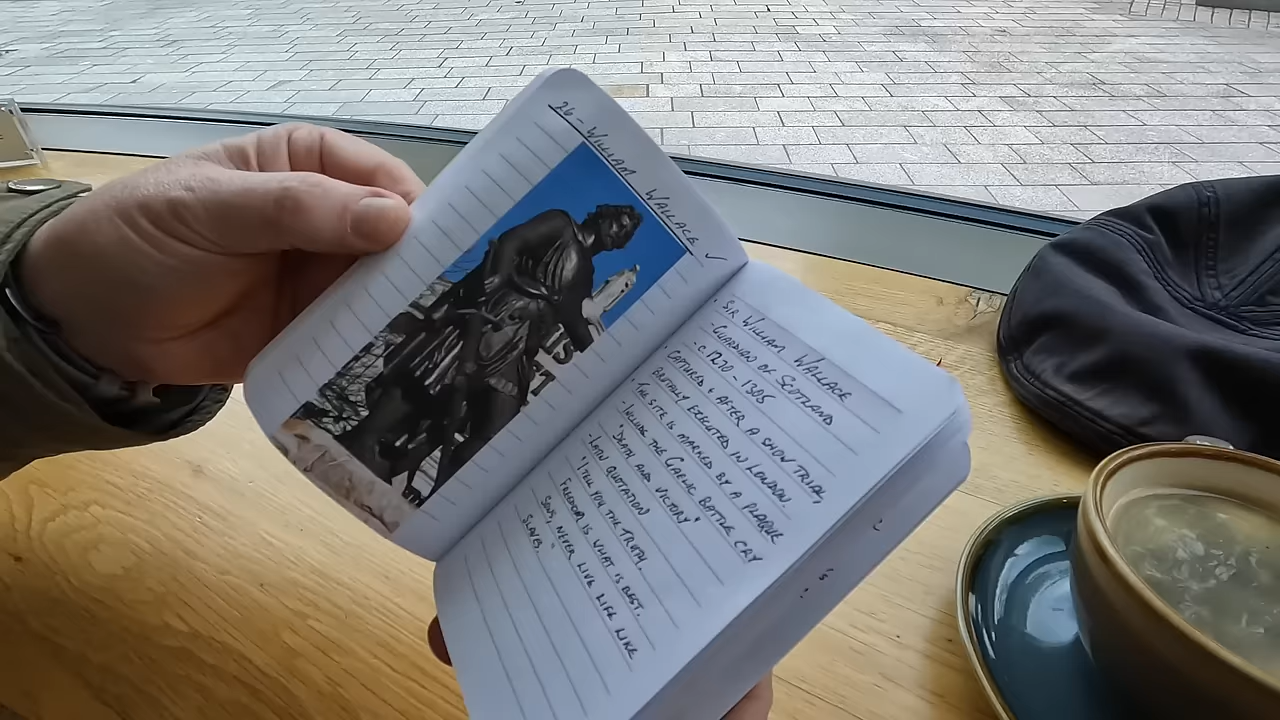 26 - WILLIAM WALLACE ✓
· SIR WILLIAM WALLACE
- GUARDIAN OF SCOTLAND
- C. 1270 - 1305
· CAPTURED & AFTER A SHOW TRIAL,
BRUTALLY EXECUTED IN LONDON.
· THE SITE IS MARKED BY A PLAQUE
- INCLUDE THE GAELIC BATTLE CRY
"DEATH AND VICTORY"
- LATIN QUOTATION
"I TELL YOU THE TRUTH
FREEDOM IS WHAT IS BEST.
SONS, NEVER LIVE LIFE LIKE
SLAVES."